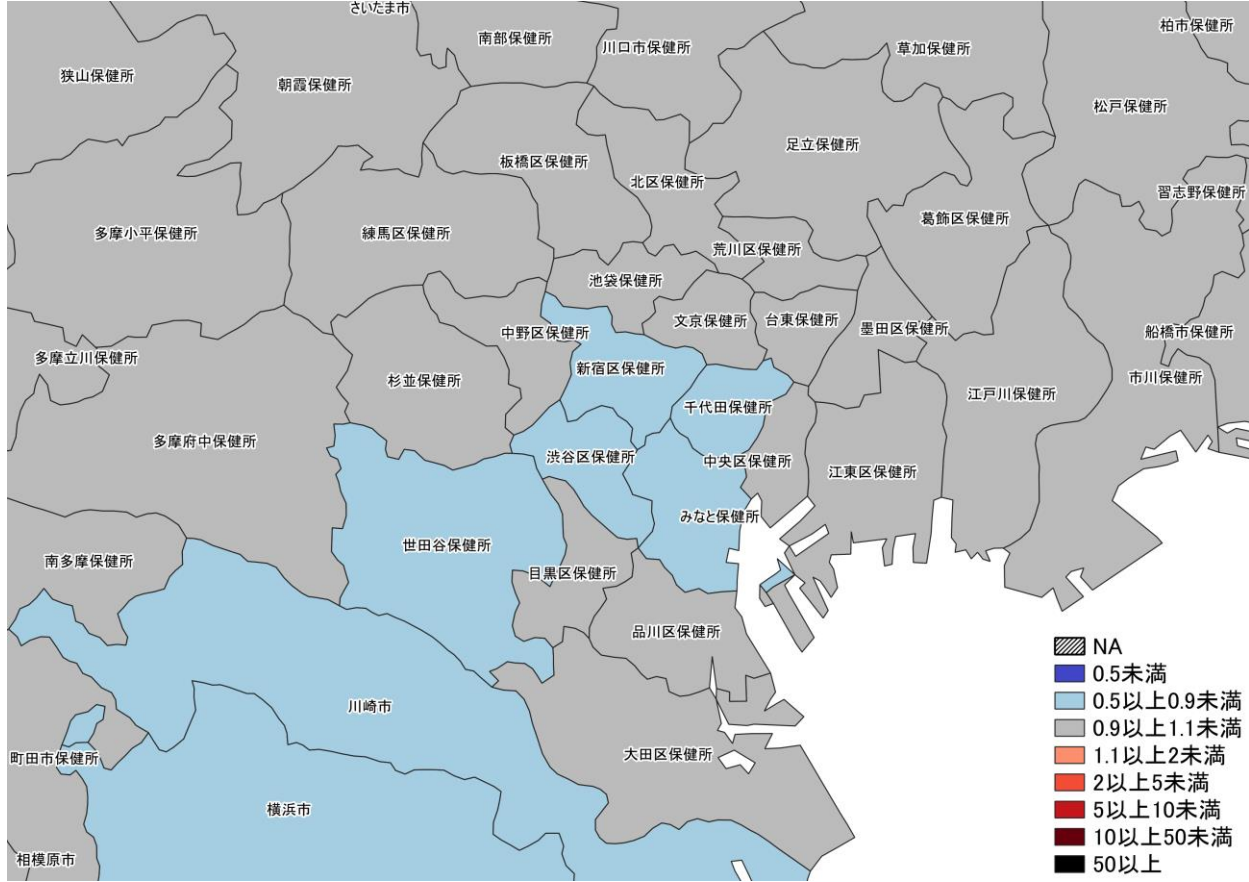 さいたま市
南部保健所
川口市保健所
草加保健所
柏市保健所
狭山保健所
朝霞保健所
松戸保健所
足立保健所
板橋区保健所
北区保健所
習志野保健所
多摩小平保健所
練馬区保健所
葛飾区保健所
荒川区保健所
池袋保健所
文京保健所
台東保健所
墨田区保健所
船橋市保健所
中野区保健所
多摩立川保健所
杉並保健所
新宿区保健所
市川保健所
江戸川保健所
千代田保健所
多摩府中保健所
渋谷区保健所
中央区保健所
江東区保健所
みなと保健所
世田谷保健所
南多摩保健所
目黒区保健所
品川区保健所
川崎市
町田市保健所
大田区保健所
横浜市
相模原市
NA
0.5未満
0.5以上0.9未満
0.9以上1.1未満
1.1以上2未満
2以上5未満
5以上10未満
10以上50未満
50以上